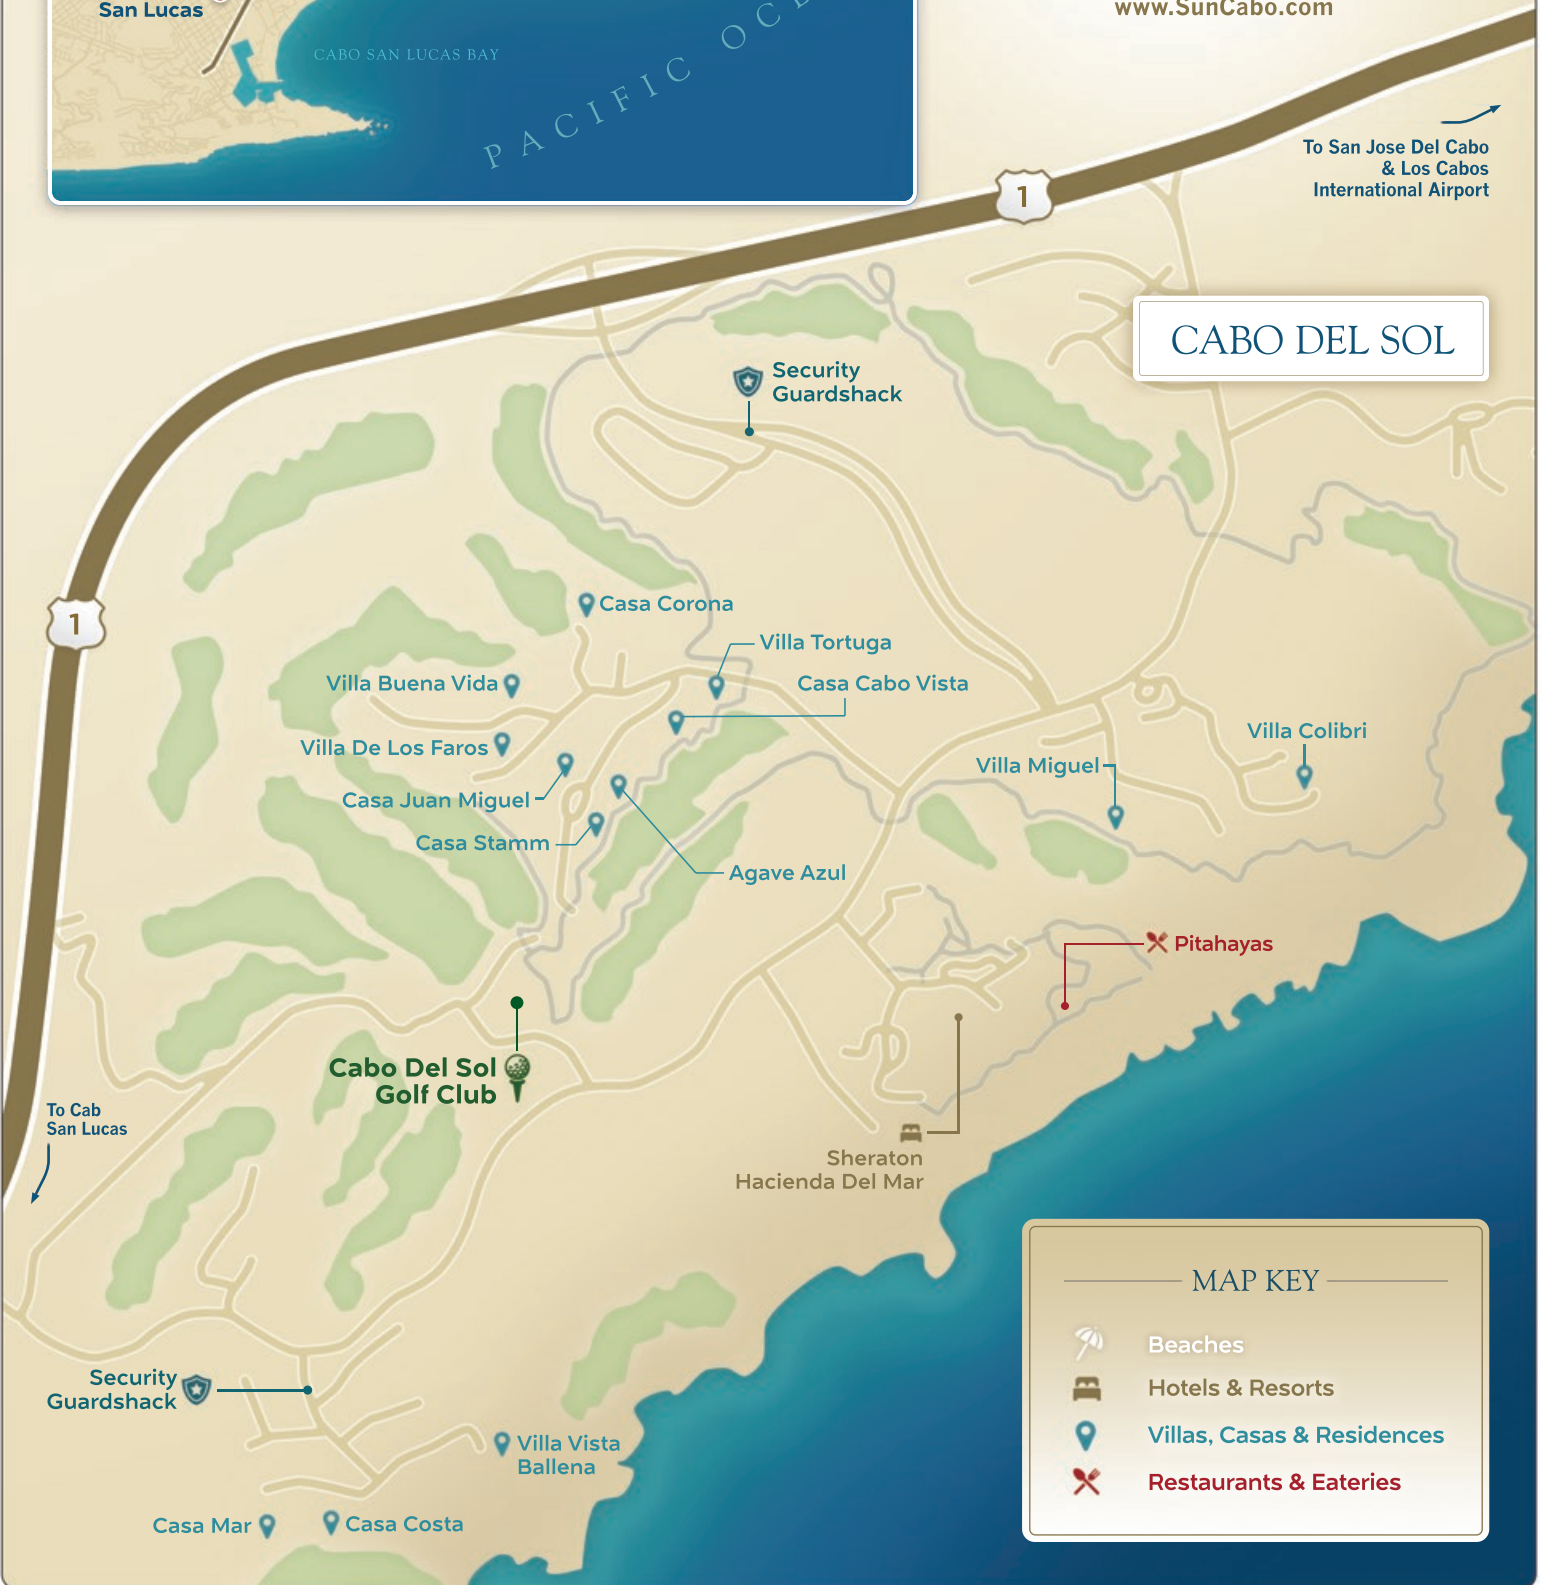 San Lucas
www.SunCabo.com
CABO SAN LUCAS BAY
PACIFIC
To San Jose Del Cabo
& Los Cabos
International Airport
1
CABO DEL SOL
Security
Guardshack
1
Casa Corona
Villa Tortuga
Villa Buena Vida
Casa Cabo Vista
Villa De Los Faros
Villa Colibri
Villa Miguel
Casa Juan Miguel
Casa Stamm
Agave Azul
Pitahayas
Cabo Del Sol
Golf Club
To Cab
San Lucas
Sheraton
Hacienda Del Mar
MAP KEY
Beaches
Hotels & Resorts
Villas, Casas & Residences
Restaurants & Eateries
Security
Guardshack
Villa Vista
Ballena
Casa Mar
Casa Costa